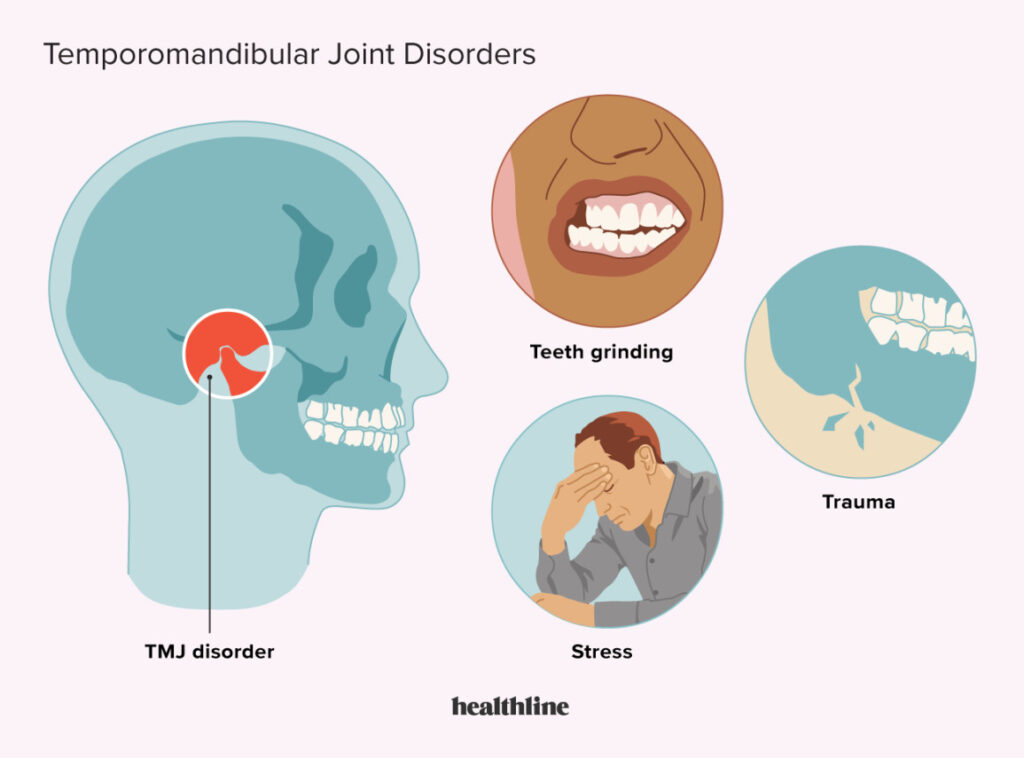 Temporomandibular Joint Disorders
Teeth grinding
Trauma
TMJ disorder
Stress
healthline